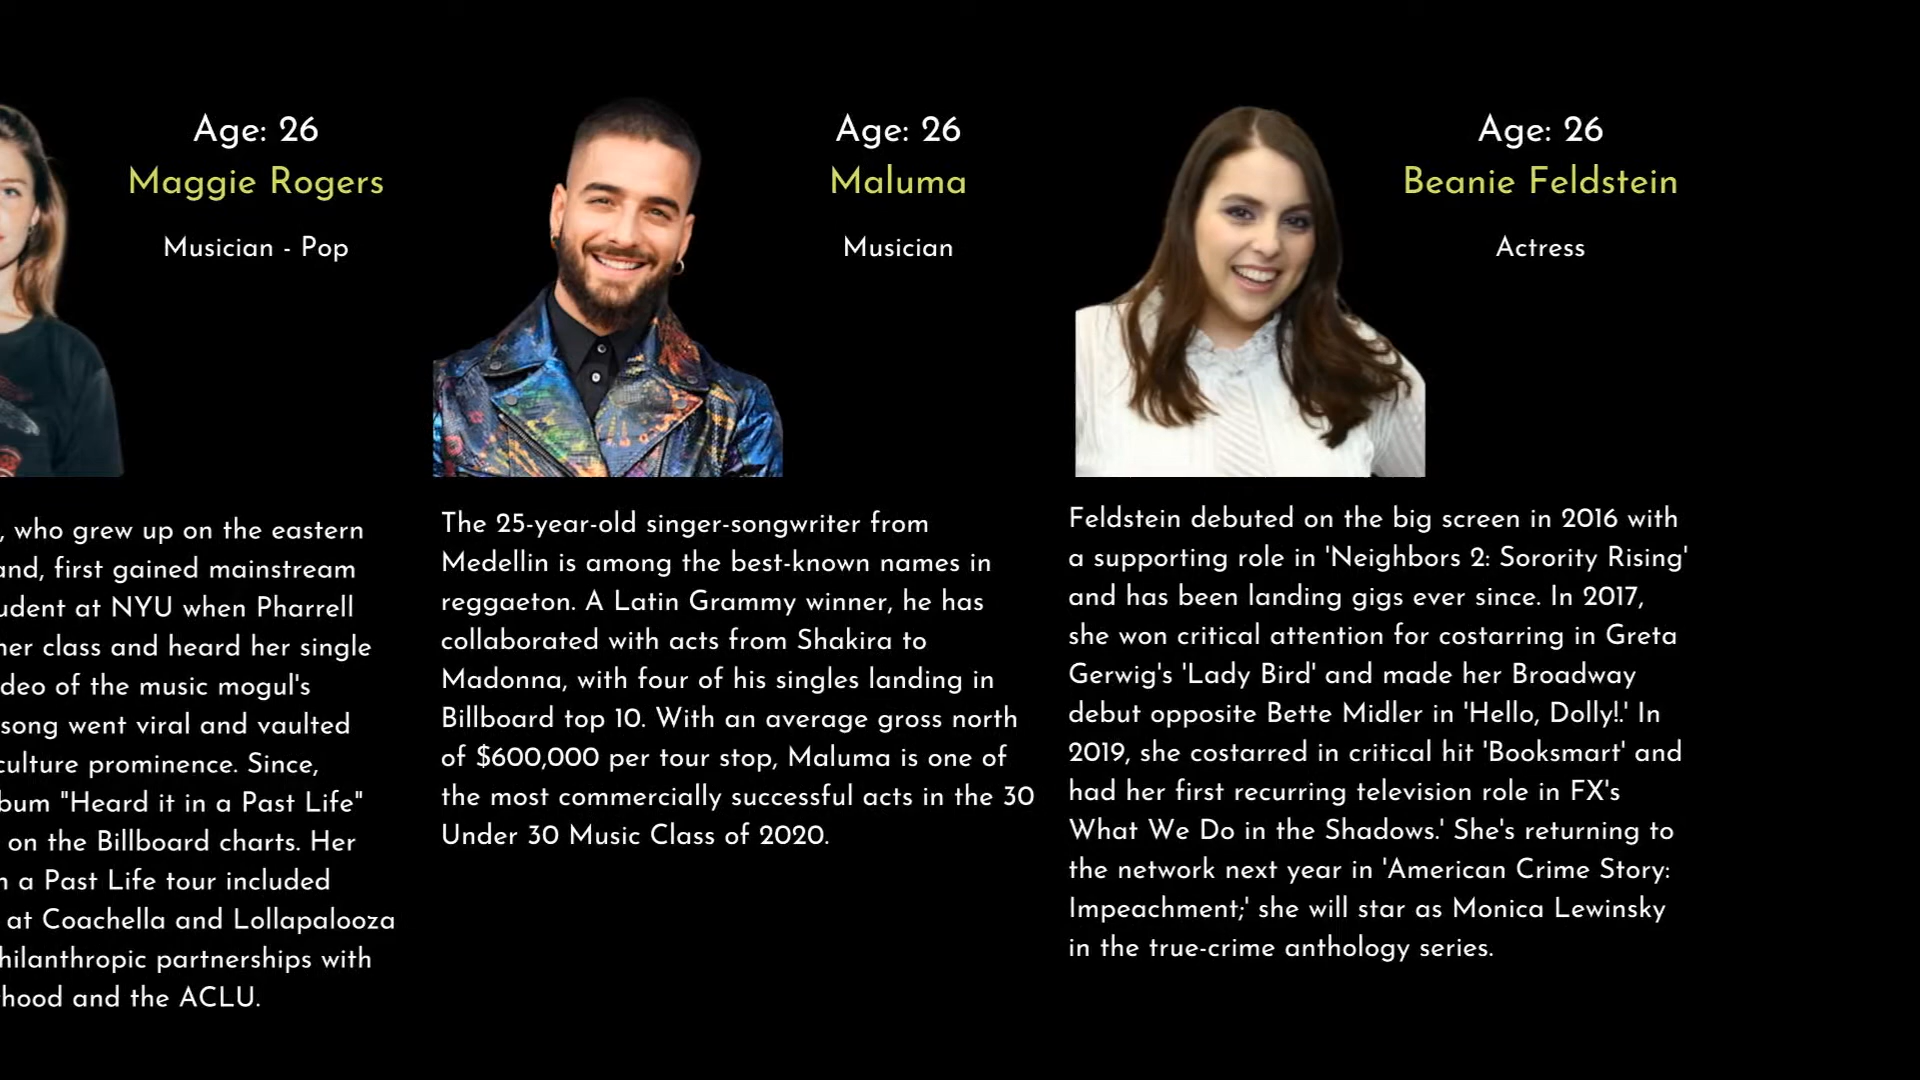 Age: 26
Maggie Rogers
Musician - Pop
, who grew up on the eastern
and, first gained mainstream
udent at NYU when Pharrell
her class and heard her single
deo of the music mogul's
song went viral and vaulted
culture prominence. Since,
bum "Heard it in a Past Life"
on the Billboard charts. Her
n a Past Life tour included
at Coachella and Lollapalooza
hilanthropic partnerships with
hood and the ACLU.
Age: 26
Maluma
Musician
The 25-year-old singer-songwriter from
Medellin is among the best-known names in
reggaeton. A Latin Grammy winner, he has
collaborated with acts from Shakira to
Madonna, with four of his singles landing in
Billboard top 10. With an average gross north
of $600,000 per tour stop, Maluma is one of
the most commercially successful acts in the 30
Under 30 Music Class of 2020.
Age: 26
Beanie Feldstein
Actress
Feldstein debuted on the big screen in 2016 with
a supporting role in 'Neighbors 2: Sorority Rising'
and has been landing gigs ever since. In 2017,
she won critical attention for costarring in Greta
Gerwig's 'Lady Bird' and made her Broadway
debut opposite Bette Midler in 'Hello, Dolly!.' In
2019, she costarred in critical hit 'Booksmart' and
had her first recurring television role in FX's
What We Do in the Shadows.' She's returning to
the network next year in 'American Crime Story:
Impeachment;' she will star as Monica Lewinsky
in the true-crime anthology series.